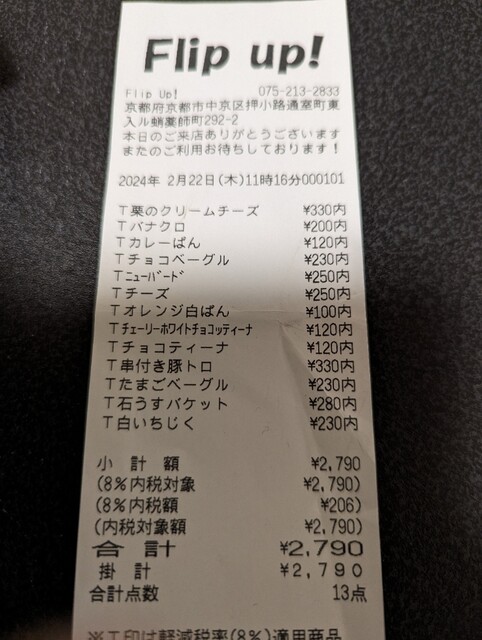 Flip up!
Flip Up! 075-213-2833
京都府京都市中京区押小路通室町東
入ル蛸薬師町292-2
本日のご来店ありがとうございます
またのご利用お待ちしております！
2024年 2月22日(木)11時16分000101
T栗のクリームチーズ ¥330内
Tバナクロ ¥200内
Tカレーぱん ¥120内
Tチョコベーグル ¥230内
Tﾆｭｰﾊﾞｰﾄﾞ ¥250内
Tチーズ ¥250内
Tオレンジ白ぱん ¥100内
Tﾁｪｰﾘｰﾎﾜｲﾄﾁｮｺｯﾃｨｰﾅ ¥120内
Tチョコティーナ ¥120内
T串付き豚トロ ¥330内
Tたまごベーグル ¥230内
T石うすバケット ¥280内
T白いちじく ¥230内
小計額 ¥2,790
(8%内税対象 ¥2,790)
(8%内税額 ¥206)
(内税対象額 ¥2,790)
合計 ¥2,790
掛計 ¥2,790
合計点数 13点
※T印は軽減税率(8%)適用商品